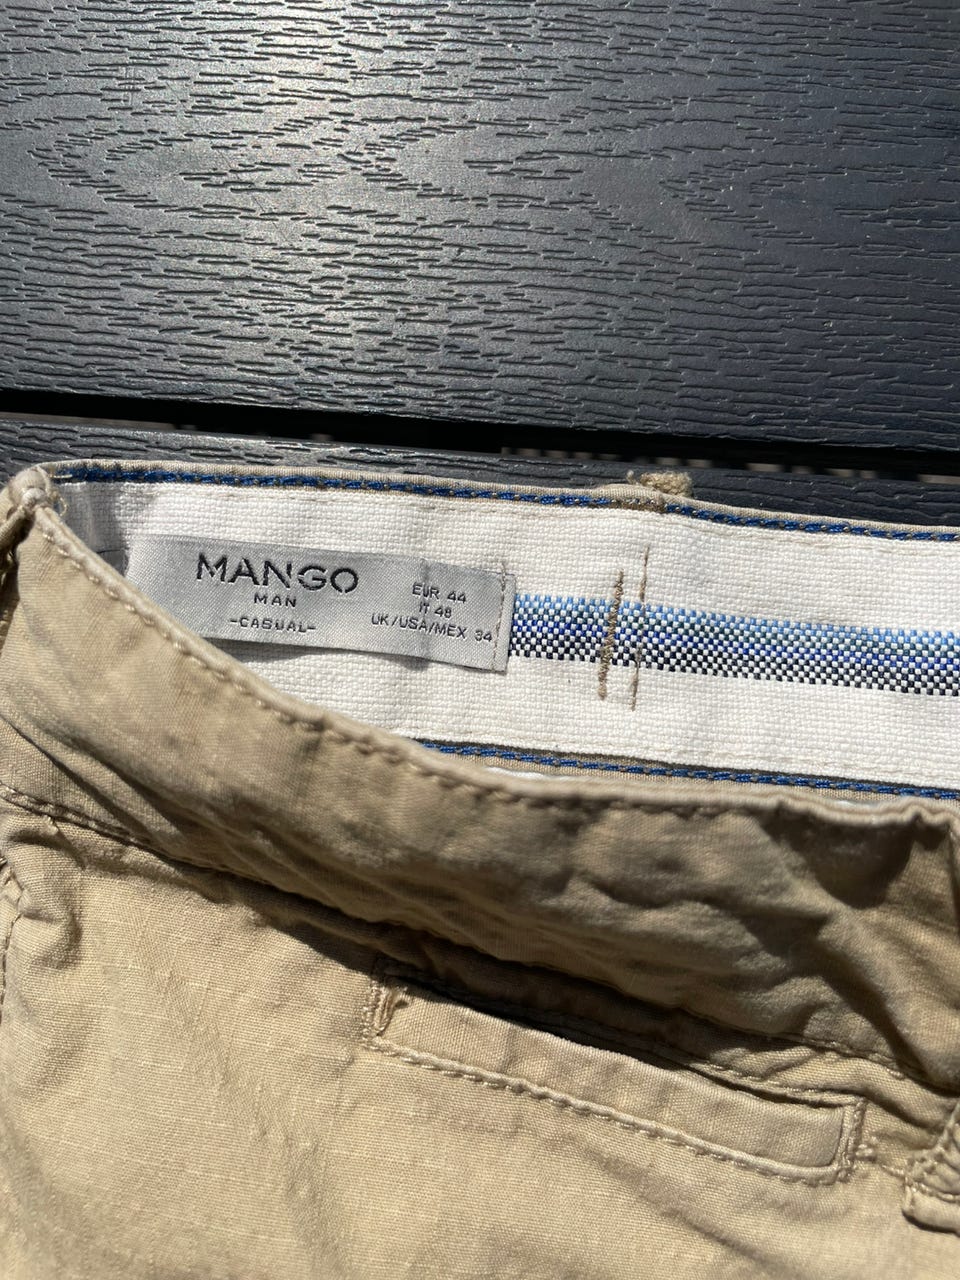 MANGO
MAN
-CASUAL-
EUR 44
IT 48
UK/USA/MEX 34